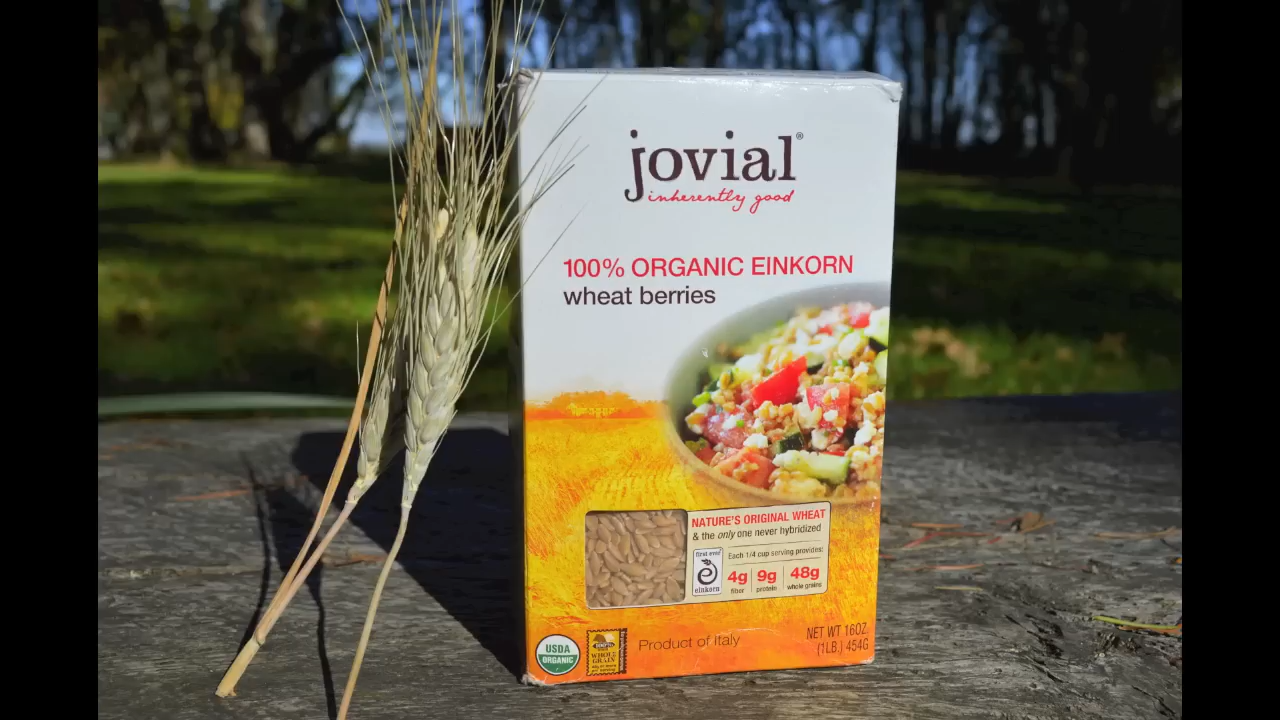 jovial®
inherently good
100% ORGANIC EINKORN
wheat berries
NATURE'S ORIGINAL WHEAT
& the only one never hybridized
first ever
einkorn
Each 1/4 cup serving provides:
4g 9g 48g
fiber protein whole grains
USDA
ORGANIC
WHOLE
GRAIN
Product of Italy
NET WT 16OZ.
(1LB.) 454G